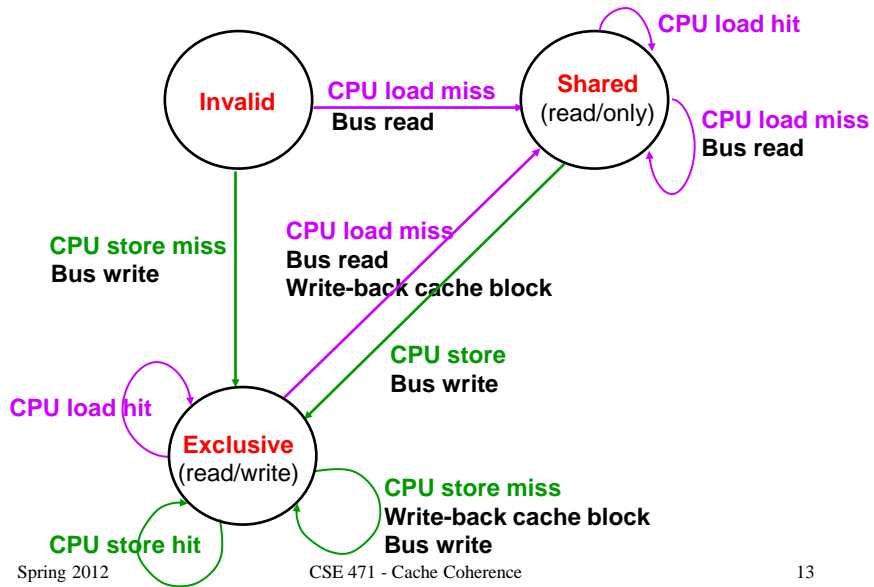 CPU load hit
Invalid
Shared
(read/only)
CPU load miss
Bus read
CPU load miss
Bus read
CPU store miss
Bus write
CPU load miss
Bus read
Write-back cache block
CPU store
Bus write
CPU load hit
Exclusive
(read/write)
CPU store miss
Write-back cache block
Bus write
CPU store hit
Spring 2012
CSE 471 - Cache Coherence
13